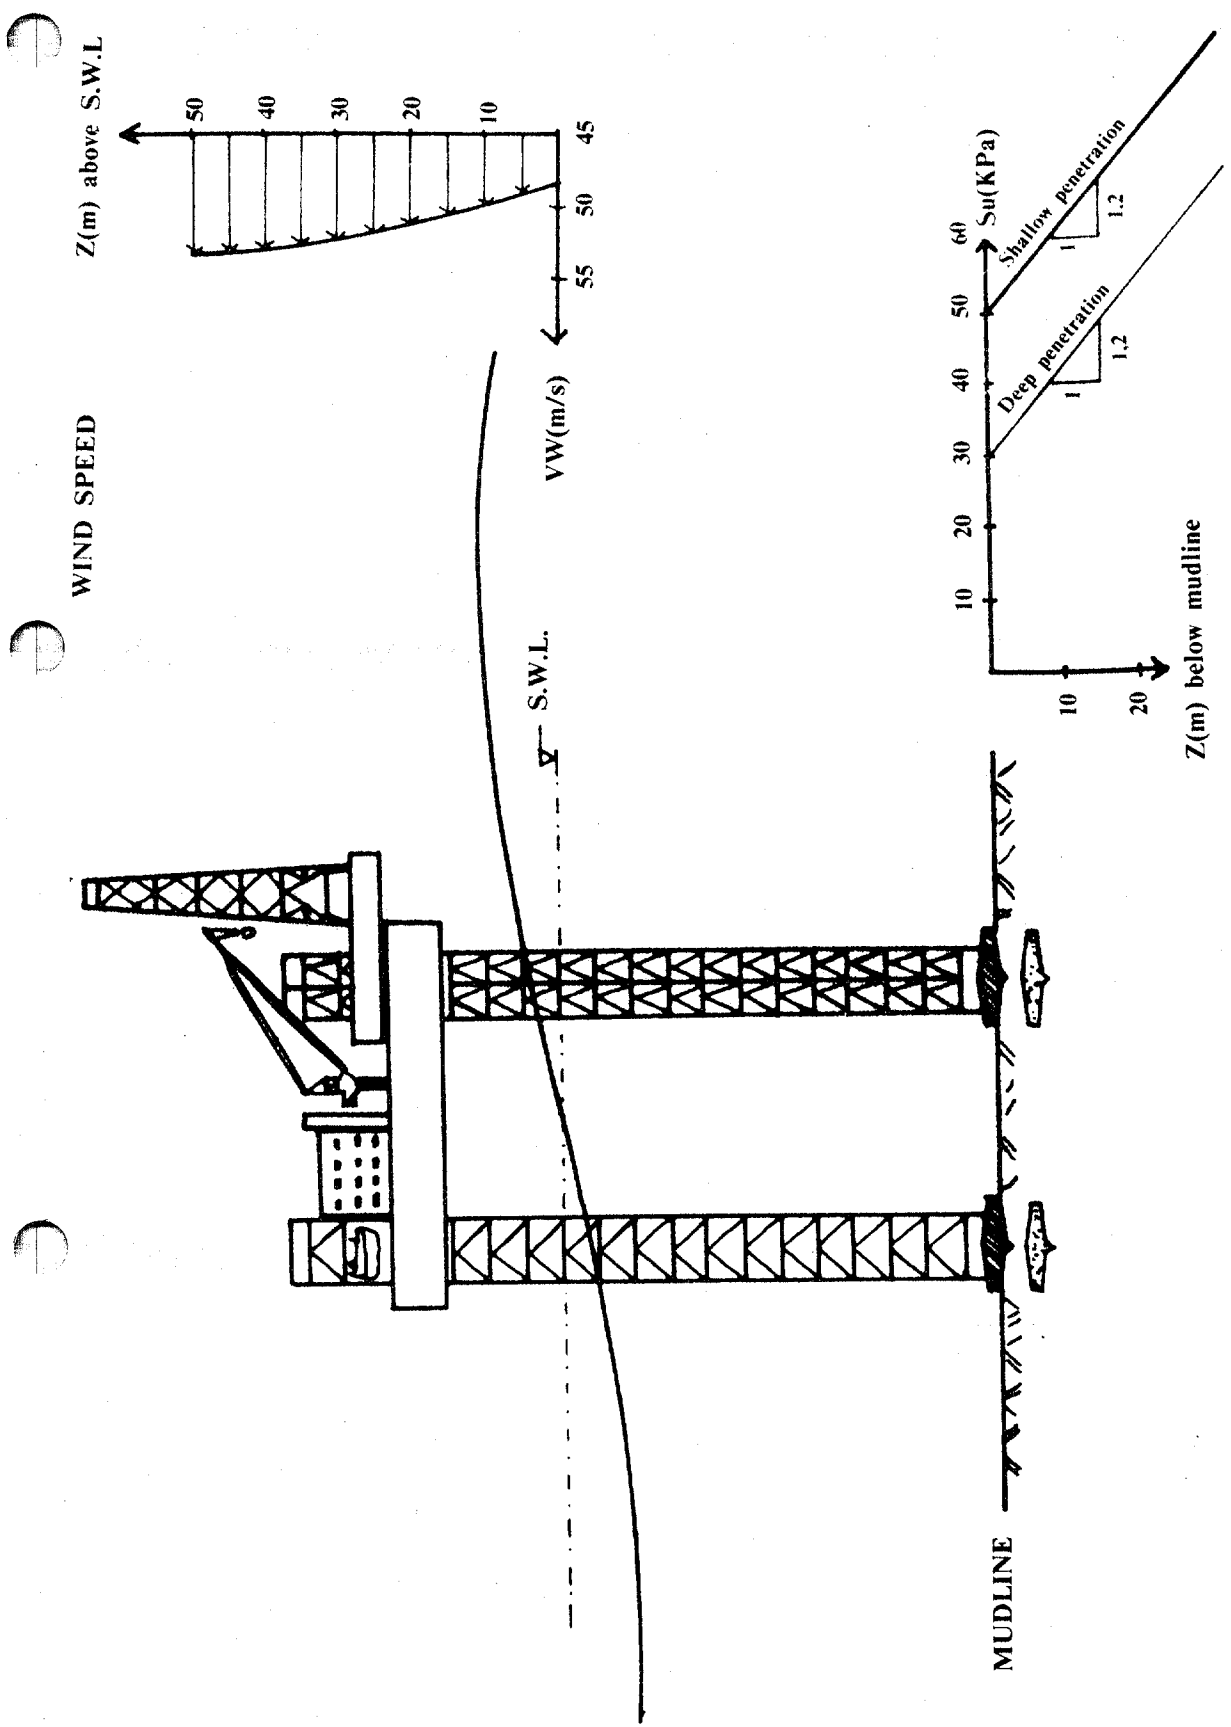 WIND SPEED
Z(m) above S.W.L
50
40
30
20
10
45
50
55
VW(m/s)
S.W.L.
MUDLINE
10
20
30
40
50
60
Su(KPa)
Shallow penetration
1
1.2
Deep penetration
1
1.2
10
20
Z(m) below mudline